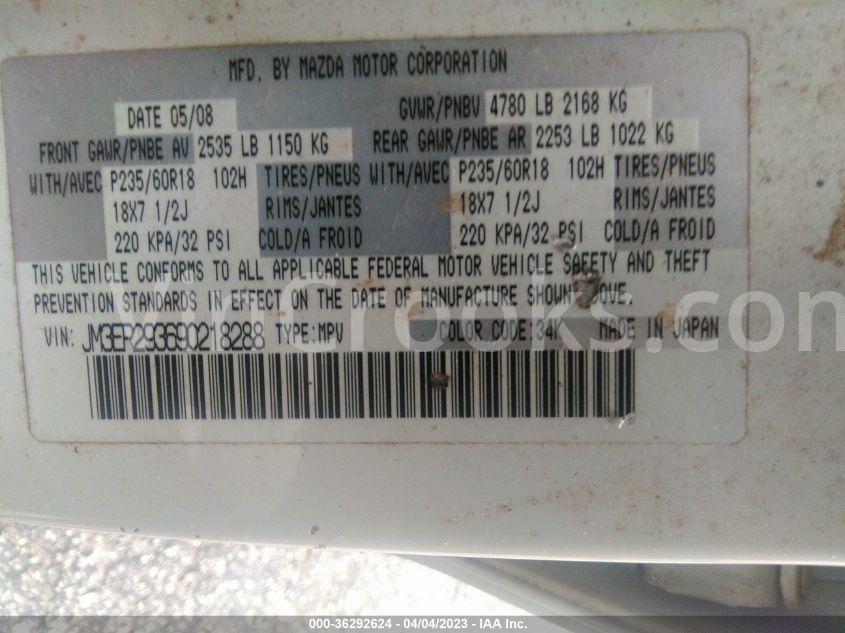 MFD. BY MAZDA MOTOR CORPORATION
DATE 05/08 GVWR/PNBV 4780 LB 2168 KG
FRONT GAWR/PNBE AV 2535 LB 1150 KG REAR GAWR/PNBE AR 2253 LB 1022 KG
WITH/AVEC P235/60R18 102H TIRES/PNEUS WITH/AVEC P235/60R18 102H TIRES/PNEUS
18X7 1/2J RIMS/JANTES 18X7 1/2J RIMS/JANTES
220 KPA/32 PSI COLD/A FROID 220 KPA/32 PSI COLD/A FROID
THIS VEHICLE CONFORMS TO ALL APPLICABLE FEDERAL MOTOR VEHICLE SAFETY AND THEFT
PREVENTION STANDARDS IN EFFECT ON THE DATE OF MANUFACTURE SHOWN ABOVE.
VIN: JM3ER293690218288 TYPE:MPV COLOR CODE:34K MADE IN JAPAN
VinCrooks.com
000-36292624 - 04/04/2023 - IAA Inc.